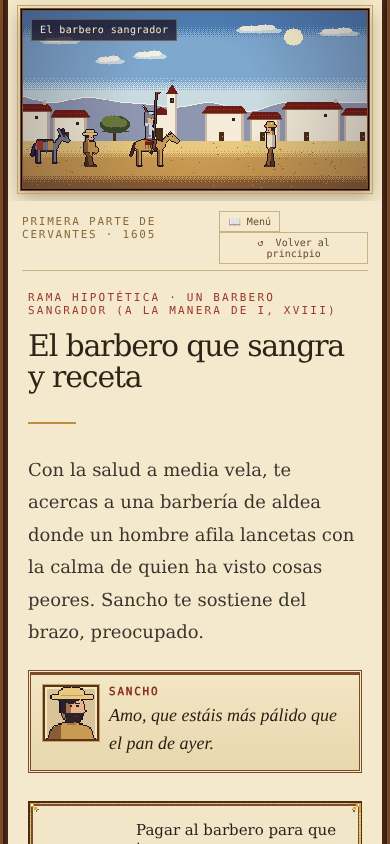 El barbero sangrador
PRIMERA PARTE DE
CERVANTES · 1605
📖 Menú
↺ Volver al
principio
RAMA HIPOTÉTICA · UN BARBERO
SANGRADOR (A LA MANERA DE I, XVIII)
El barbero que sangra
y receta
Con la salud a media vela, te
acercas a una barbería de aldea
donde un hombre afila lancetas con
la calma de quien ha visto cosas
peores. Sancho te sostiene del
brazo, preocupado.
SANCHO
Amo, que estáis más pálido que
el pan de ayer.
Pagar al barbero para que